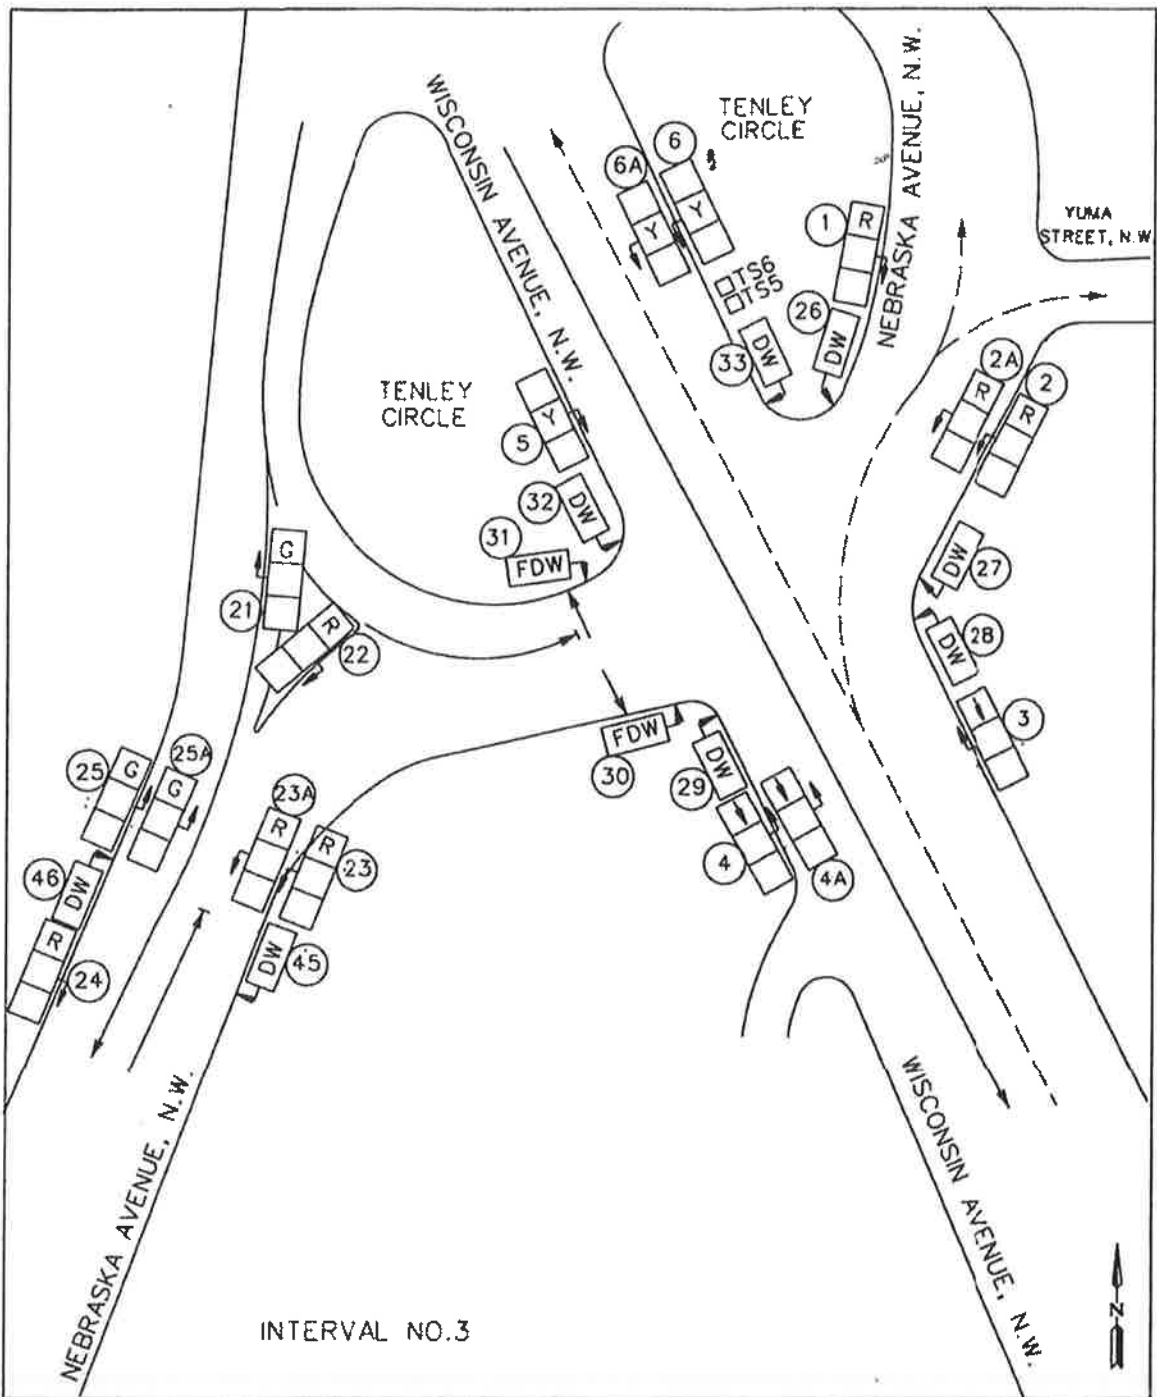 WISCONSIN AVENUE, N.W.
TENLEY
CIRCLE
NEBRASKA AVENUE, N.W.
YUMA
STREET, N.W.
6
6A
Y
Y
1
R
TS6
TS5
26
DW
33
DW
2A
R
2
R
TENLEY
CIRCLE
5
Y
32
DW
31
FDW
27
DW
28
DW
G
21
R
22
3
FDW
30
29
DW
4
4A
25
G
25A
G
23A
R
R
23
46
DW
R
24
DW
45
NEBRASKA AVENUE, N.W.
WISCONSIN AVENUE, N.W.
INTERVAL NO.3
N